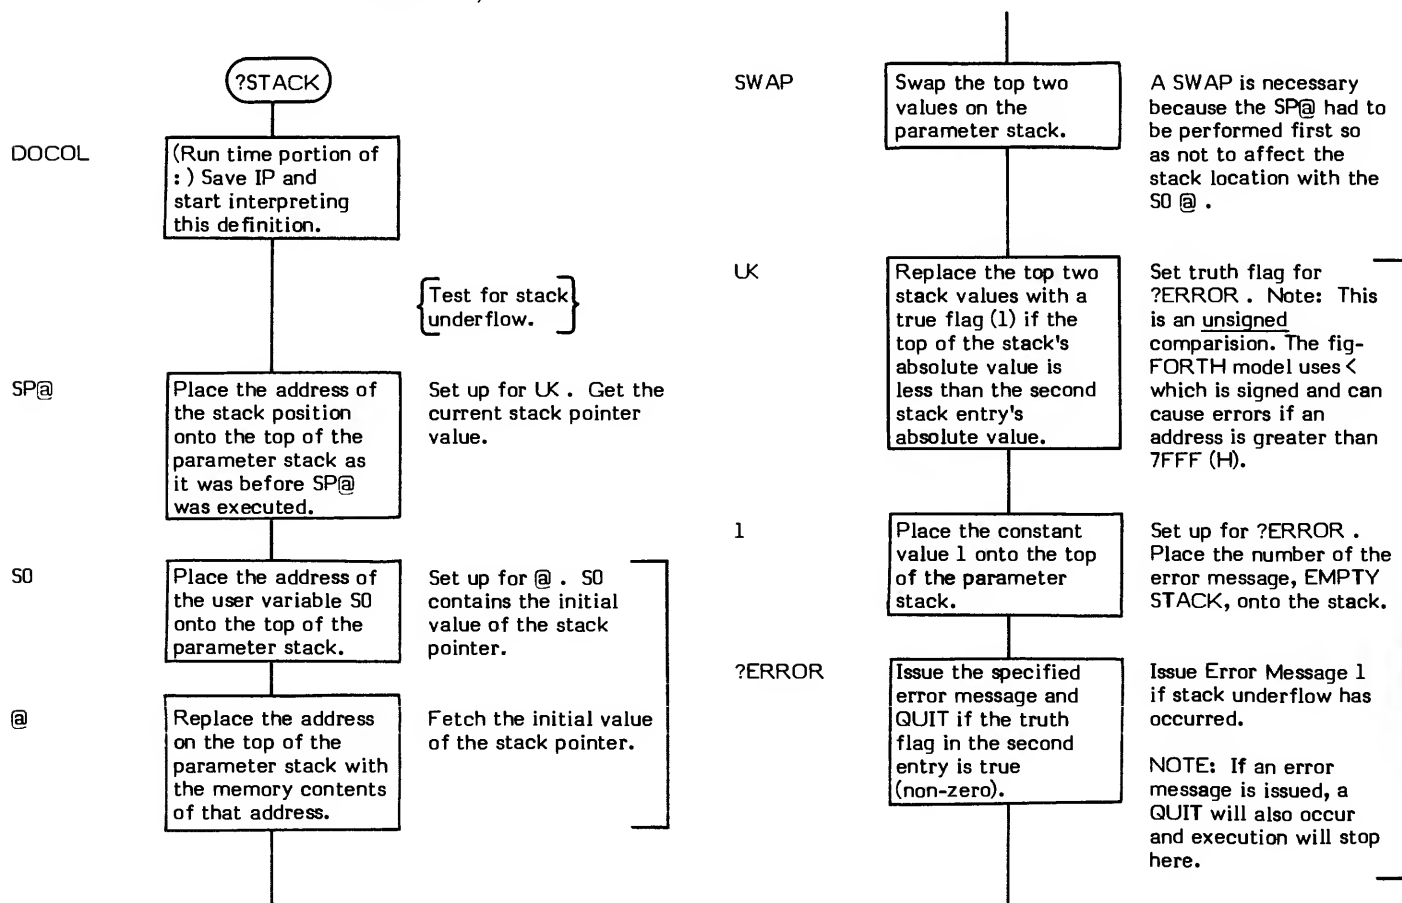 ?STACK
DOCOL
(Run time portion of
: ) Save IP and
start interpreting
this definition.
Test for stack
underflow.
SP@
Place the address of
the stack position
onto the top of the
parameter stack as
it was before SP@
was executed.
Set up for U< . Get the
current stack pointer
value.
S0
Place the address of
the user variable S0
onto the top of the
parameter stack.
Set up for @ . S0
contains the initial
value of the stack
pointer.
@
Replace the address
on the top of the
parameter stack with
the memory contents
of that address.
Fetch the initial value
of the stack pointer.
SWAP
Swap the top two
values on the
parameter stack.
A SWAP is necessary
because the SP@ had to
be performed first so
as not to affect the
stack location with the
S0 @ .
U<
Replace the top two
stack values with a
true flag (1) if the
top of the stack's
absolute value is
less than the second
stack entry's
absolute value.
Set truth flag for
?ERROR . Note: This
is an unsigned
comparision. The fig-
FORTH model uses <
which is signed and can
cause errors if an
address is greater than
7FFF (H).
1
Place the constant
value 1 onto the top
of the parameter
stack.
Set up for ?ERROR .
Place the number of the
error message, EMPTY
STACK, onto the stack.
?ERROR
Issue the specified
error message and
QUIT if the truth
flag in the second
entry is true
(non-zero).
Issue Error Message 1
if stack underflow has
occurred.
NOTE: If an error
message is issued, a
QUIT will also occur
and execution will stop
here.